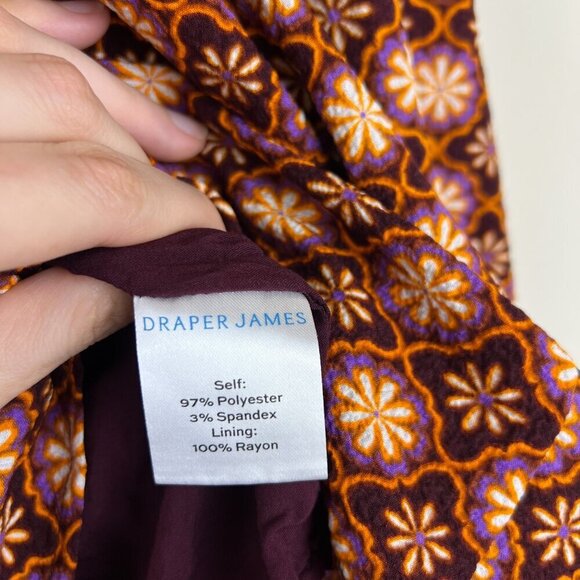 DRAPER JAMES
Self:
97% Polyester
3% Spandex
Lining:
100% Rayon